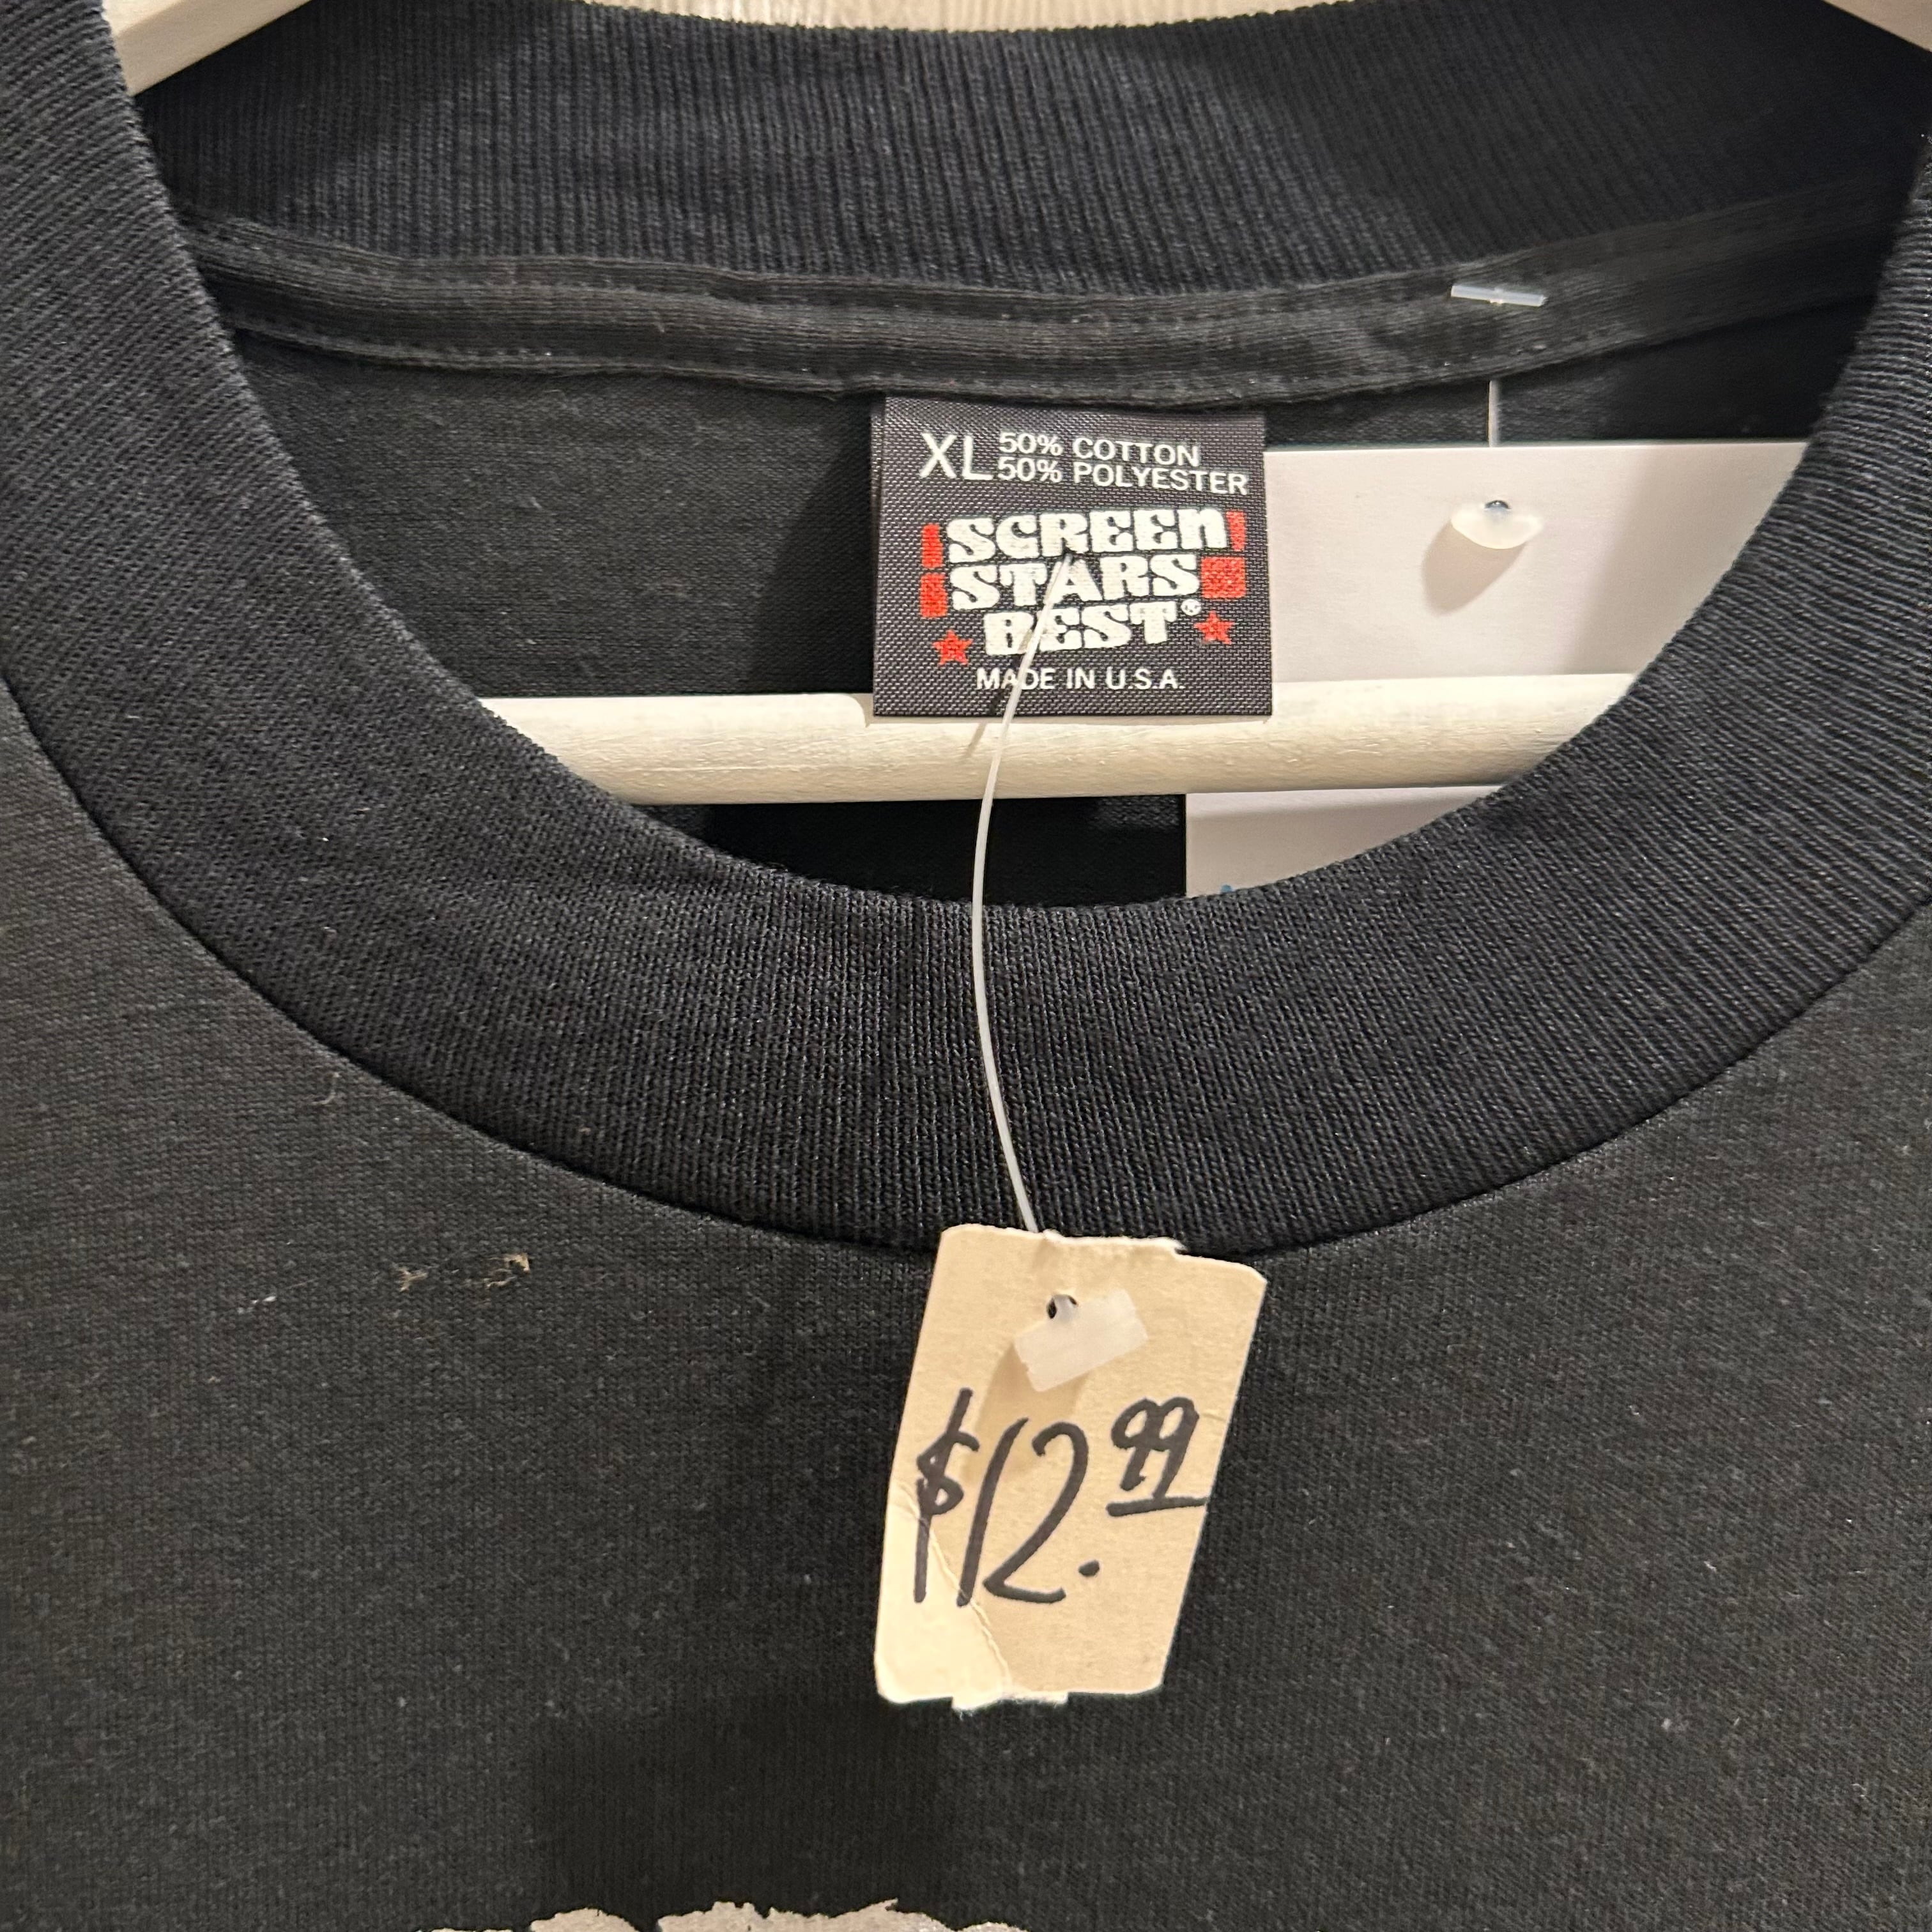 XL 50% COTTON
50% POLYESTER
SCREEN
STARS
BEST®
MADE IN U.S.A.
$12.99